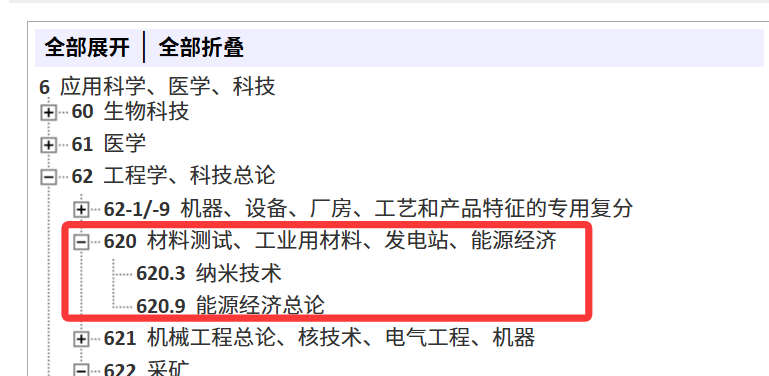 全部展开 | 全部折叠
6 应用科学、医学、科技
60 生物科技
61 医学
62 工程学、科技总论
62-1/-9 机器、设备、厂房、工艺和产品特征的专用复分
620 材料测试、工业用材料、发电站、能源经济
620.3 纳米技术
620.9 能源经济总论
621 机械工程总论、核技术、电气工程、机器
622 采矿